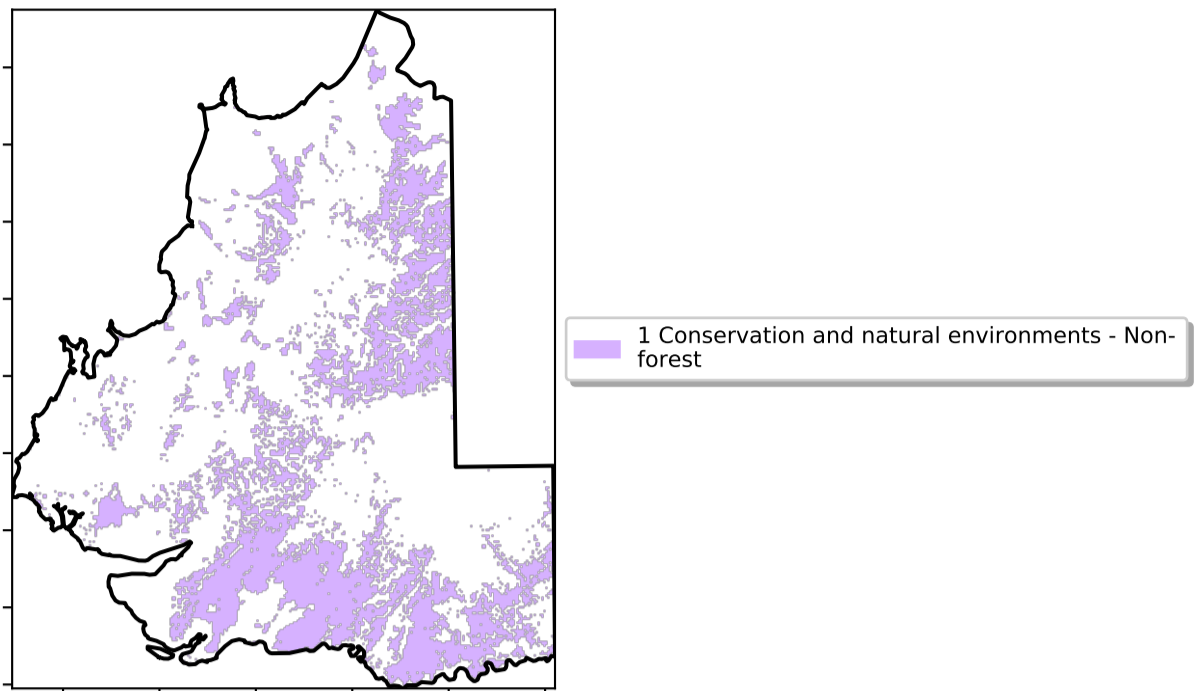 1 Conservation and natural environments - Non-
forest